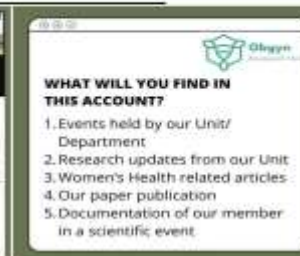 Obgyn
WHAT WILL YOU FIND IN
THIS ACCOUNT?
1. Events held by our Unit/
Department
2. Research updates from our Unit
3. Women's Health related articles
4. Our paper publication
5. Documentation of our member
in a scientific event